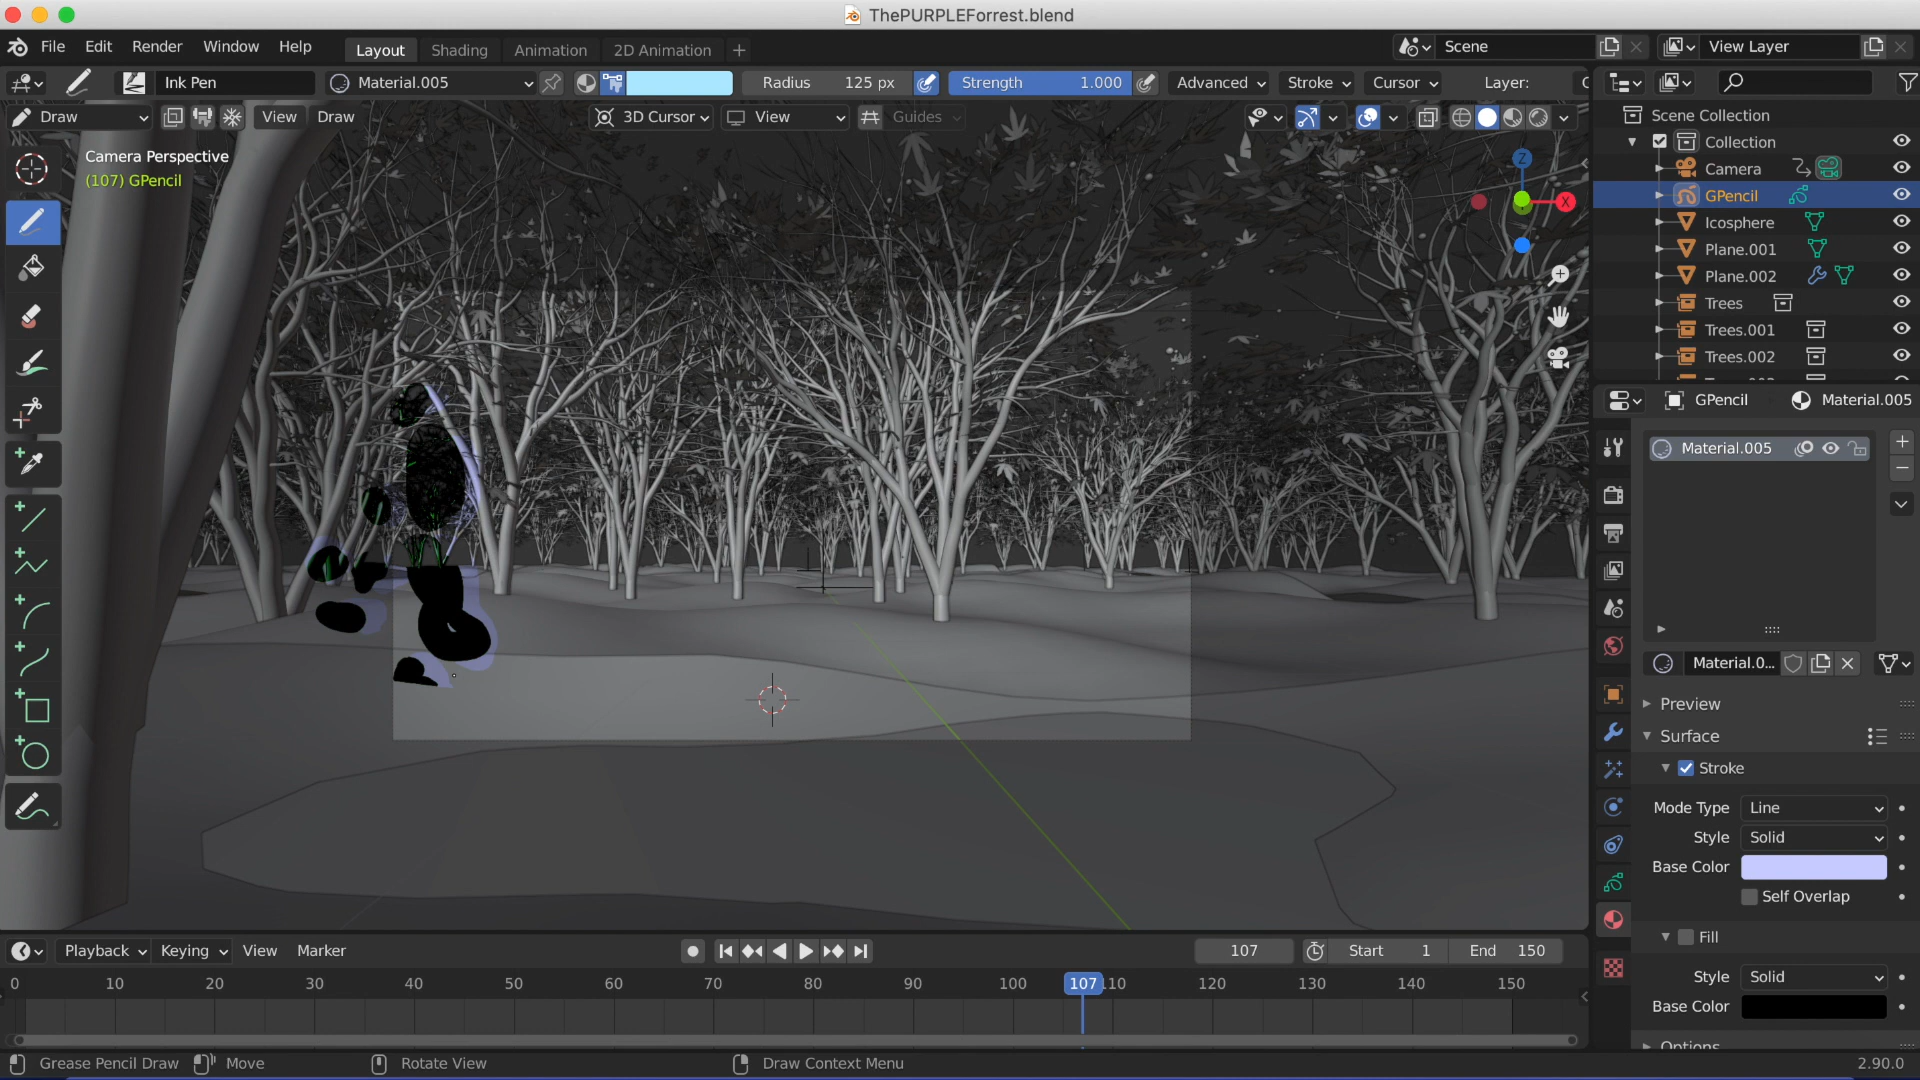 ThePURPLEForrest.blend
File Edit Render Window Help Layout Shading Animation 2D Animation + Scene View Layer
Ink Pen Material.005 Radius 125 px Strength 1.000 Advanced Stroke Cursor Layer: C
Draw View Draw 3D Cursor View Guides
Camera Perspective
(107) GPencil
Z
X
Scene Collection
Collection
Camera
GPencil
Icosphere
Plane.001
Plane.002
Trees
Trees.001
Trees.002
GPencil Material.005
Material.005
Material.0...
Preview
Surface
Stroke
Mode Type Line
Style Solid
Base Color
Self Overlap
Fill
Style Solid
Base Color
Options
Playback Keying View Marker 107 Start 1 End 150
0 10 20 30 40 50 60 70 80 90 100 107 110 120 130 140 150
Grease Pencil Draw Move Rotate View Draw Context Menu 2.90.0